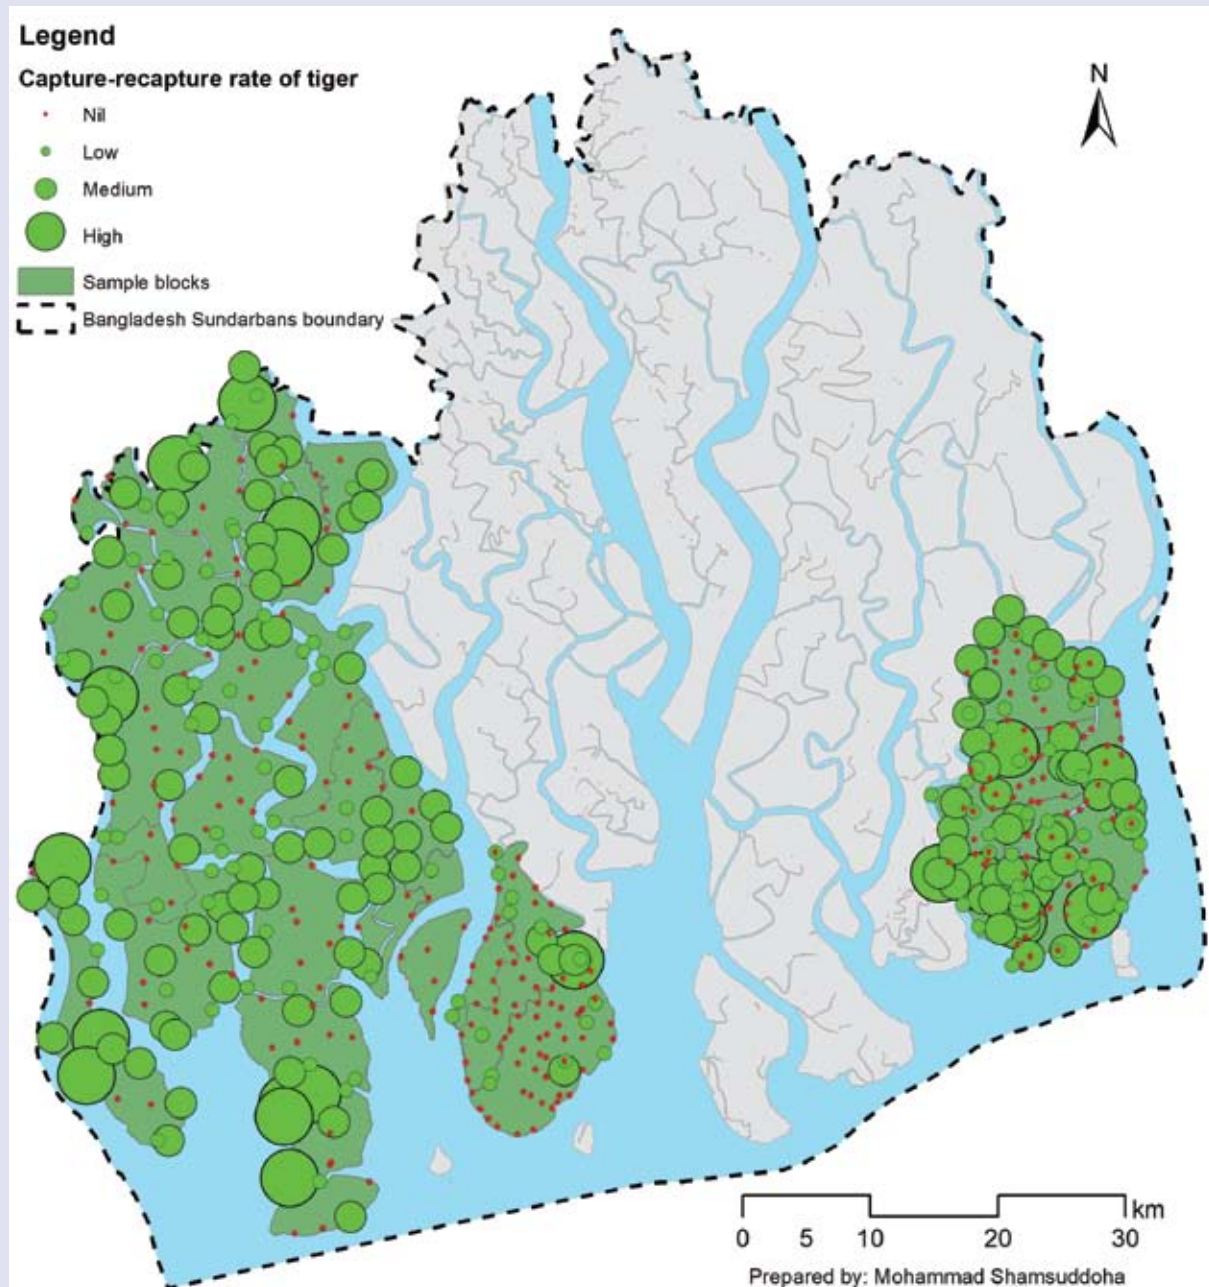 Legend
Capture-recapture rate of tiger
Nil
Low
Medium
High
Sample blocks
Bangladesh Sundarbans boundary
N
km
0 5 10 20 30
Prepared by: Mohammad Shamsuddoha